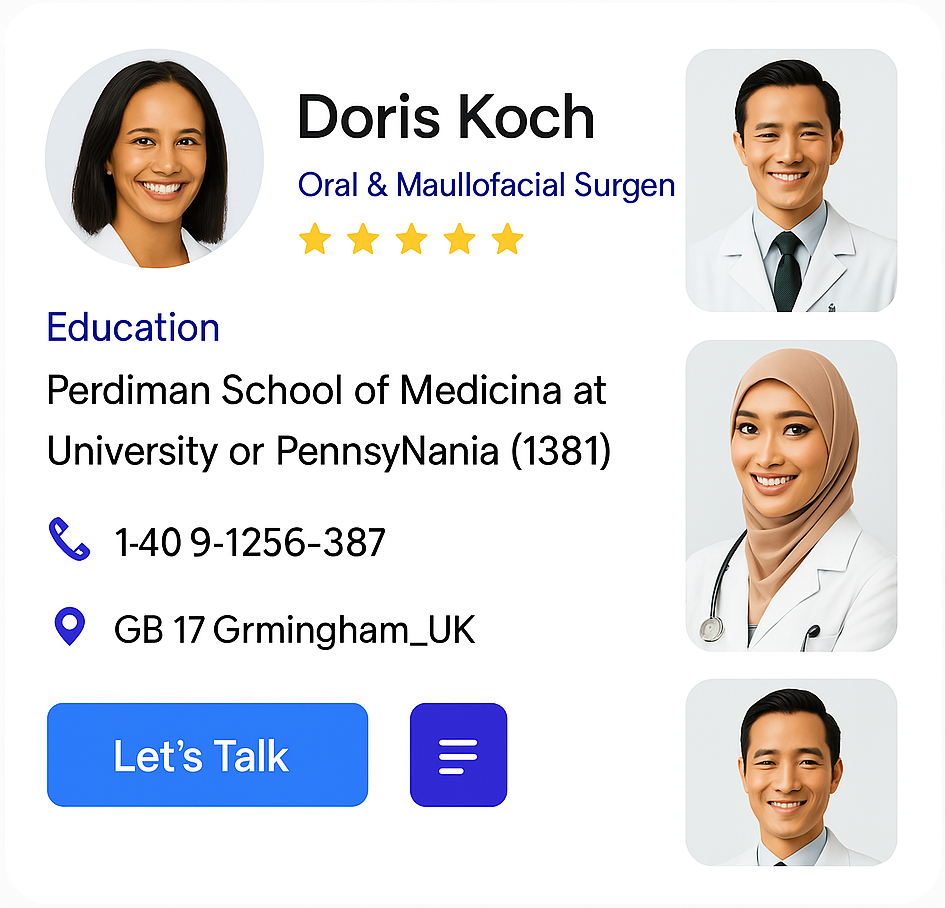 Doris Koch
Oral & Maullofacial Surgen
Education
Perdiman School of Medicina at
University or PennsyNania (1381)
1-40 9-1256-387
GB 17 Grmingham_UK
Let's Talk